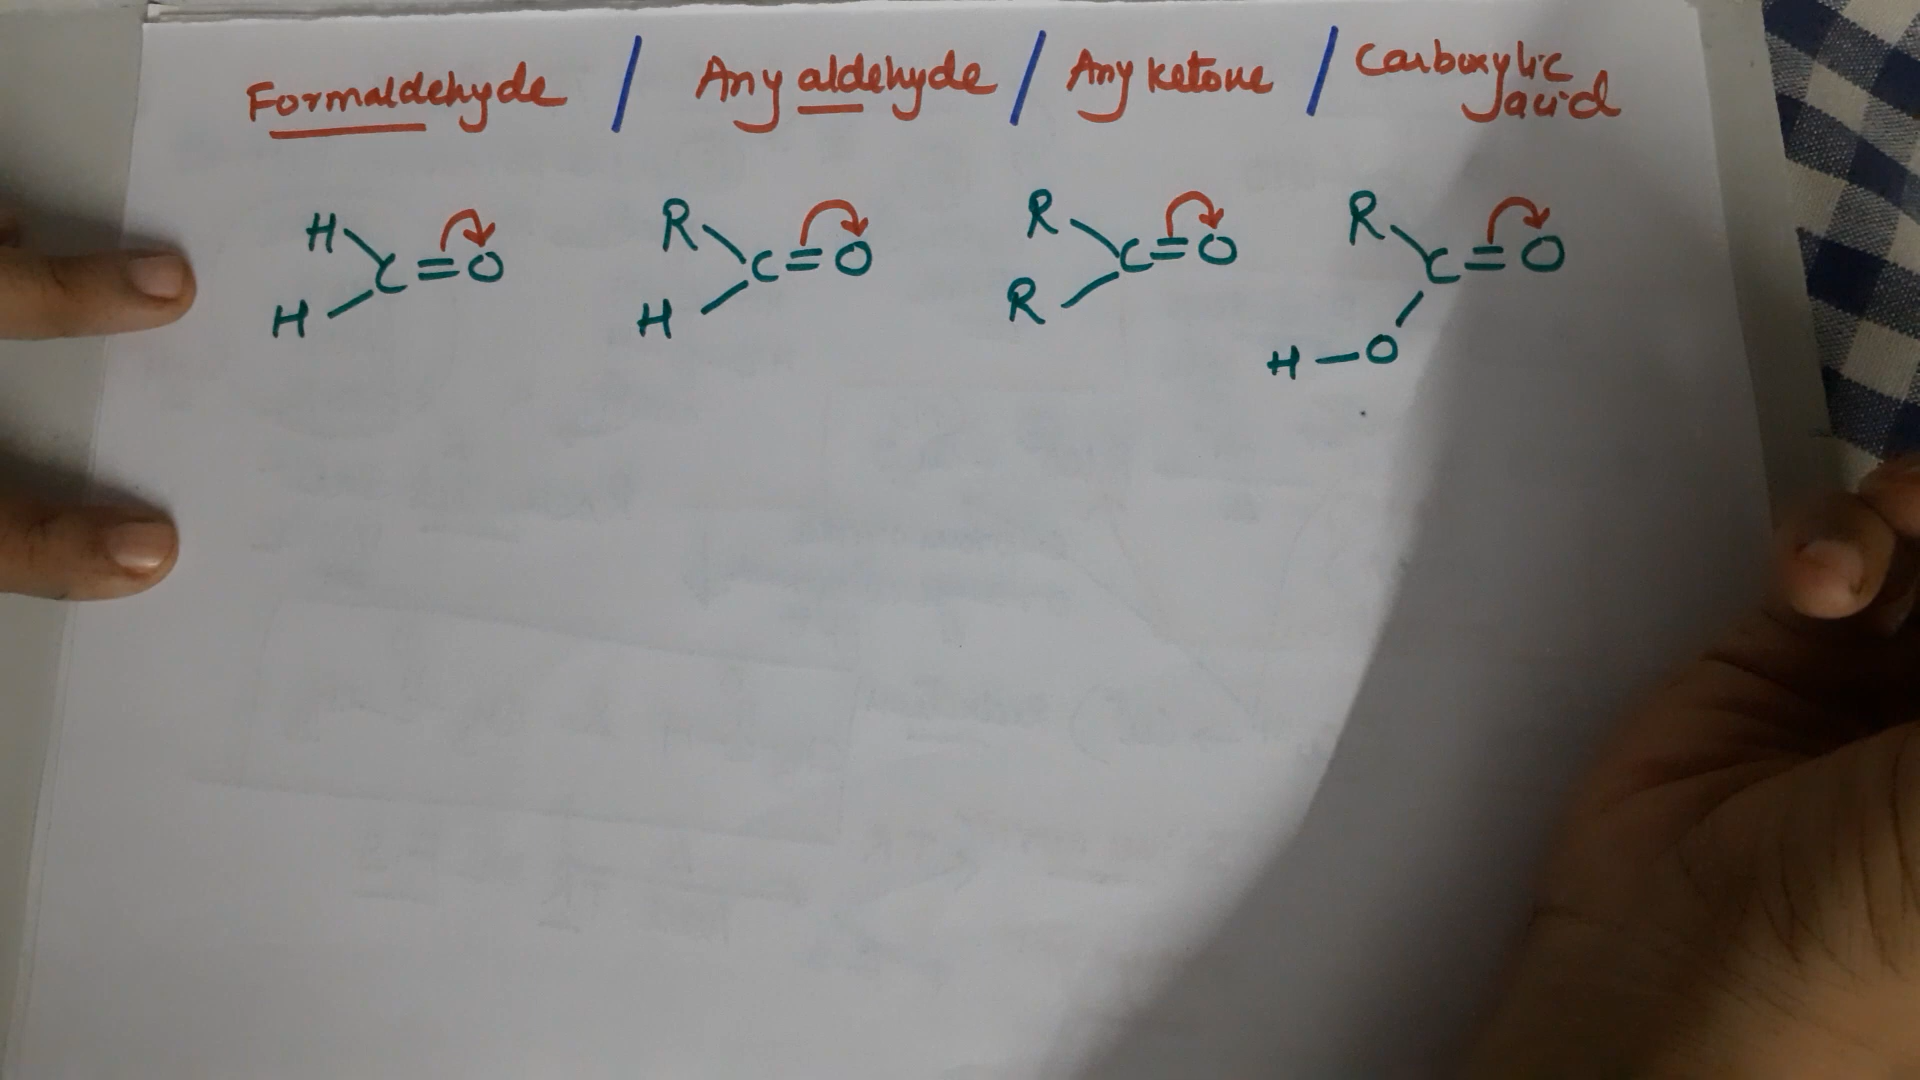 Formaldehyde / Any aldehyde / Any ketone / Carboxylic acid
H R R R
C=O C=O C=O C=O
H H R
H-O